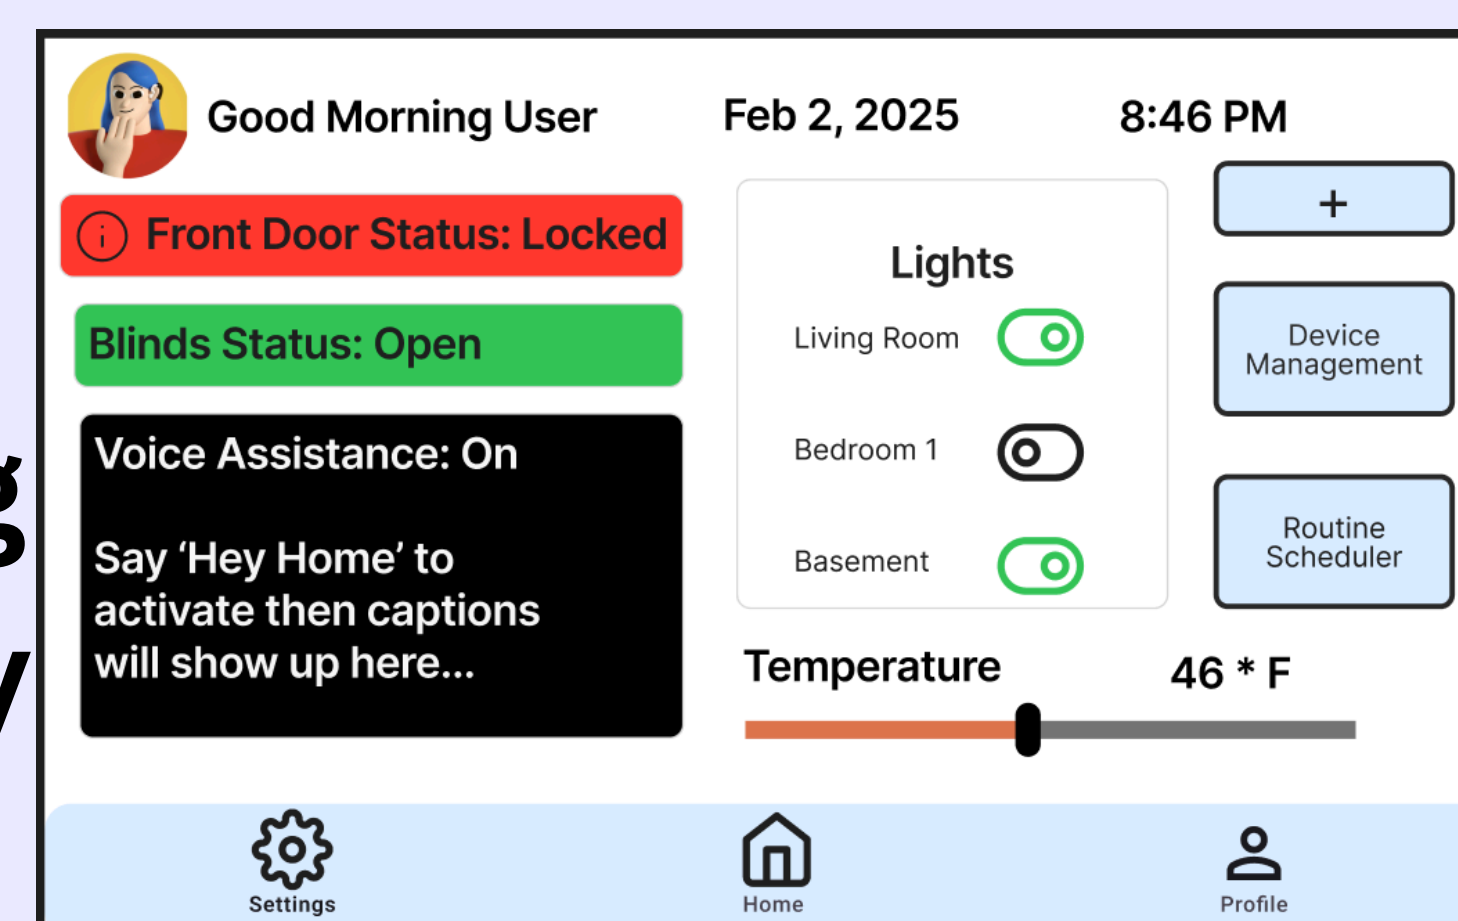 Good Morning User
Feb 2, 2025
8:46 PM
Front Door Status: Locked
Blinds Status: Open
Voice Assistance: On
Say ‘Hey Home’ to
activate then captions
will show up here...
Lights
Living Room
Bedroom 1
Basement
+
Device
Management
Routine
Scheduler
Temperature
46 * F
Settings
Home
Profile